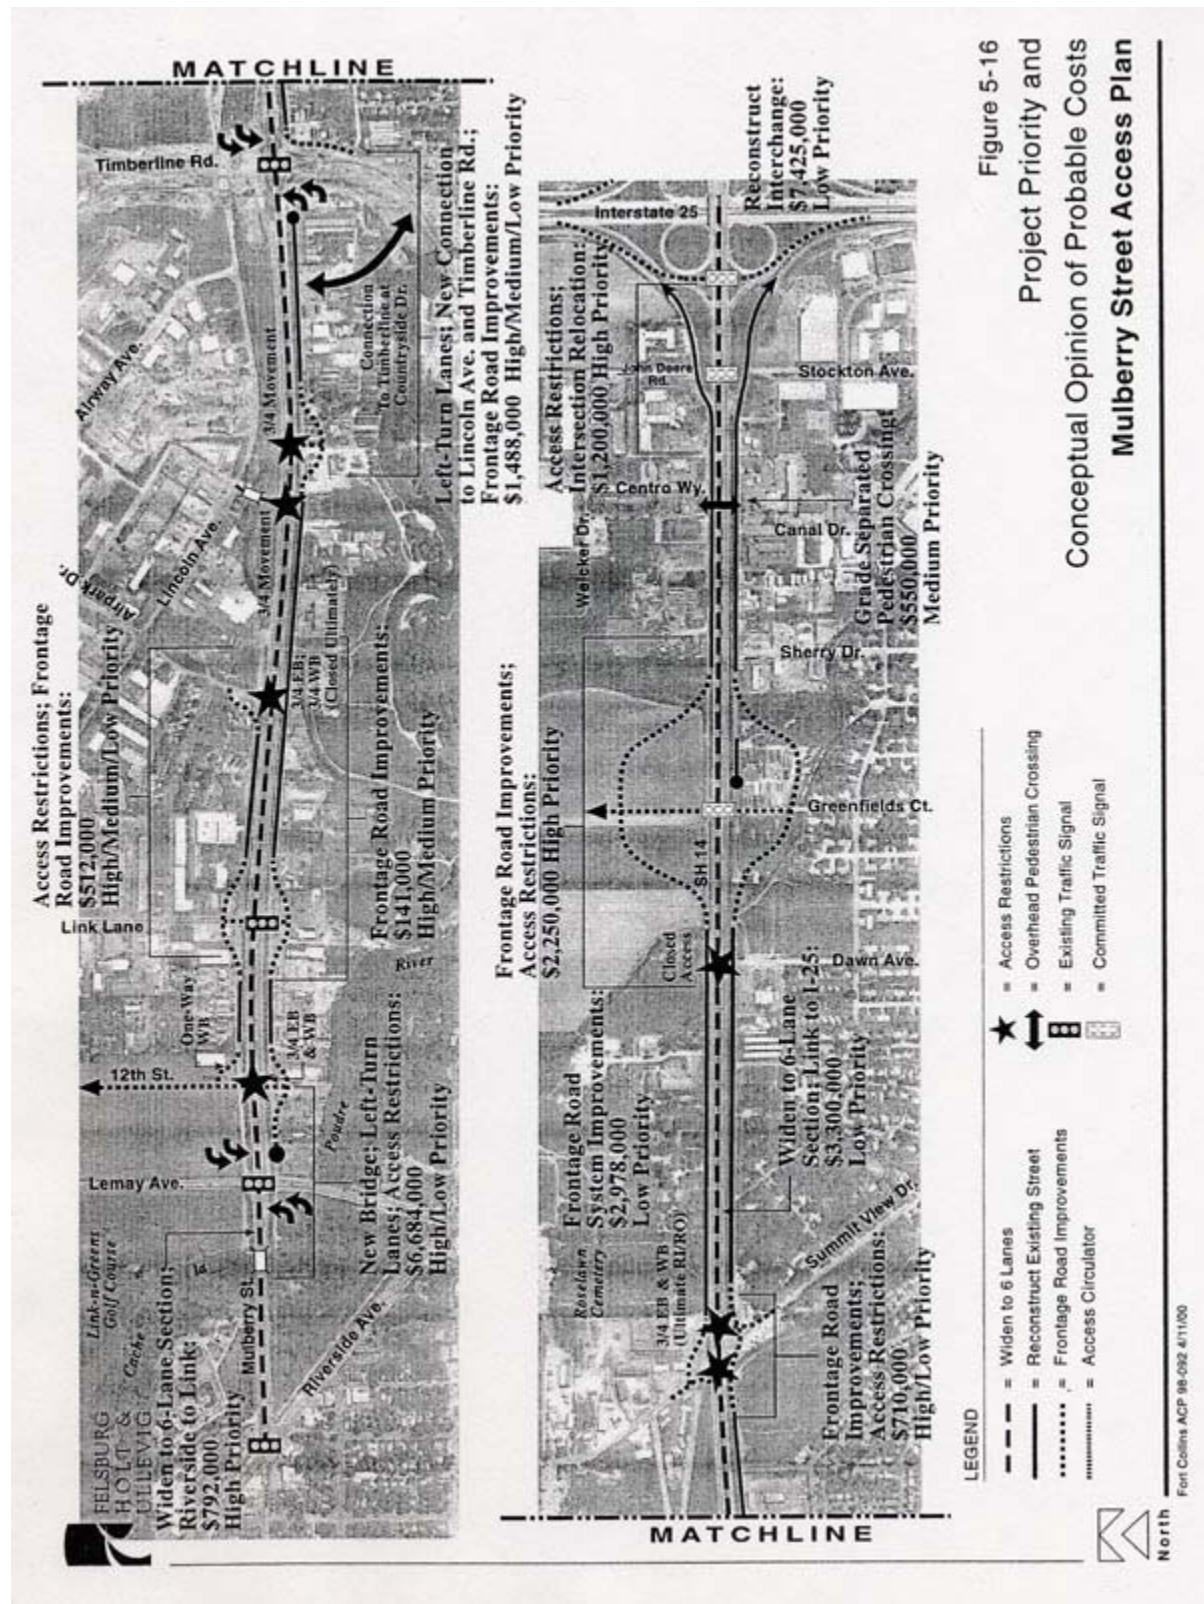 FELSBURG
HOLT &
ULLEVIG
Widen to 6-Lane Section;
Riverside to Link:
$792,000
High Priority
Link-n-Greens
Golf Course
Cache
la
Poudre
River
Mulberry St.
Riverside Ave.
Lemay Ave.
12th St.
New Bridge; Left-Turn
Lanes; Access Restrictions:
$6,684,000
High/Low Priority
One-Way
WB
3/4 EB
& WB
Link Lane
Access Restrictions; Frontage
Road Improvements:
$512,000
High/Medium/Low Priority
Frontage Road Improvements:
$141,000
High/Medium Priority
3/4 EB;
3/4 WB
(Closed Ultimately)
Airpark Dr.
Lincoln Ave.
3/4 Movement
3/4 Movement
Airway Ave.
Connection
To Timberline at
Countryside Dr.
Timberline Rd.
Left-Turn Lanes; New Connection
to Lincoln Ave. and Timberline Rd.;
Frontage Road Improvements:
$1,488,000 High/Medium/Low Priority
MATCHLINE
MATCHLINE
Frontage Road
Improvements;
Access Restrictions:
$710,000
High/Low Priority
3/4 EB & WB
(Ultimate RI/RO)
Roselawn
Cemetery
Summit View Dr.
Frontage Road
System Improvements:
$2,978,000
Low Priority
Widen to 6-Lane
Section; Link to I-25:
$3,300,000
Low Priority
Closed
Access
Dawn Ave.
SH 14
Frontage Road Improvements;
Access Restrictions:
$2,250,000 High Priority
Greenfields Ct.
Sherry Dr.
Welcker Dr.
Centro Wy.
Canal Dr.
Grade Separated
Pedestrian Crossing:
$550,000
Medium Priority
Access Restrictions;
Intersection Relocation:
$1,200,000 High Priority
John Deere
Rd.
Stockton Ave.
Interstate 25
Reconstruct
Interchange:
$7,425,000
Low Priority
LEGEND
= Widen to 6 Lanes
= Reconstruct Existing Street
= Frontage Road Improvements
= Access Circulator
= Access Restrictions
= Overhead Pedestrian Crossing
= Existing Traffic Signal
= Committed Traffic Signal
Figure 5-16
Project Priority and
Conceptual Opinion of Probable Costs
Mulberry Street Access Plan
North
Fort Collins ACP 98-092 4/11/00